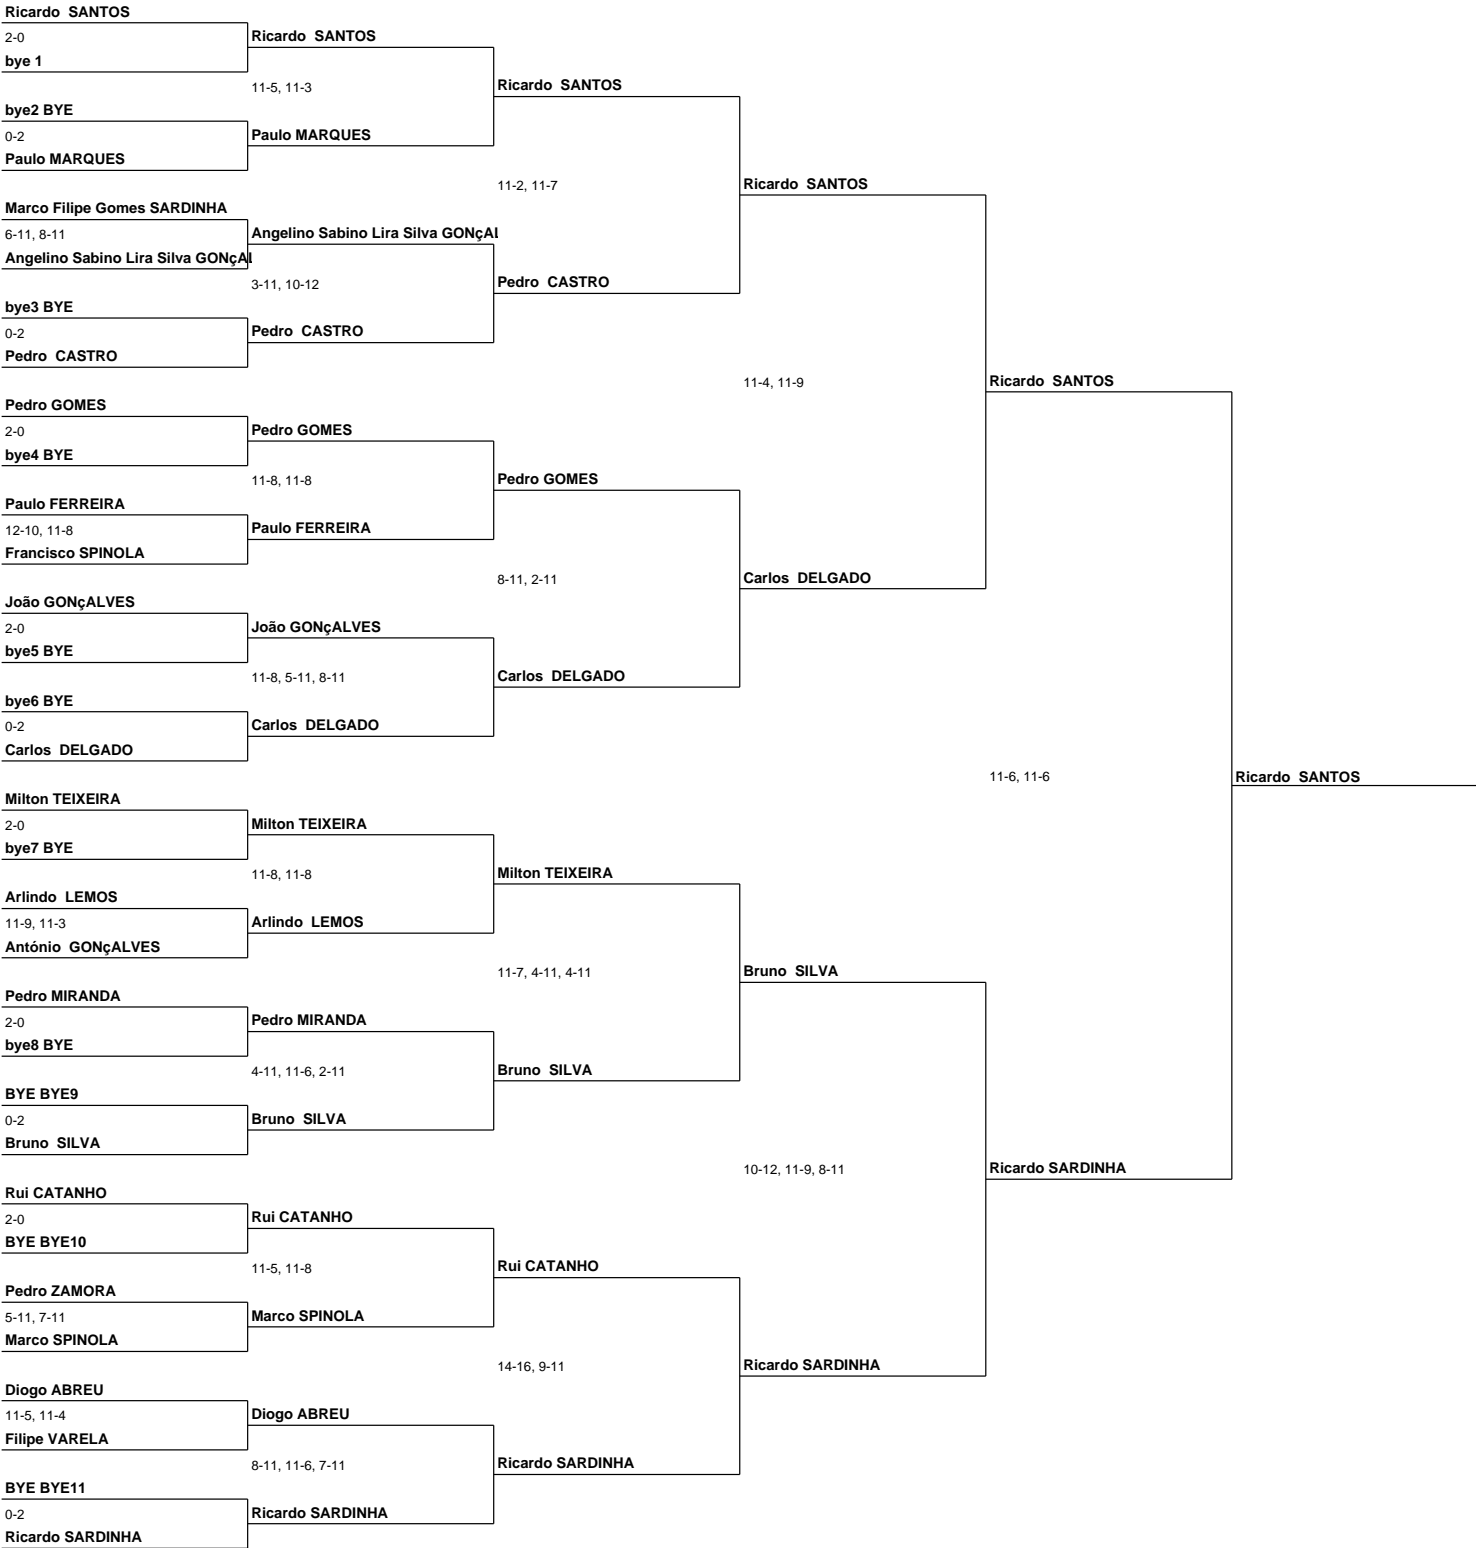 Ricardo  SANTOS
2-0
bye 1
bye2 BYE
0-2
Paulo MARQUES
Marco Filipe Gomes SARDINHA
6-11, 8-11
Angelino Sabino Lira Silva GONçAL
bye3 BYE
0-2
Pedro  CASTRO
Pedro GOMES
2-0
bye4 BYE
Paulo FERREIRA
12-10, 11-8
Francisco SPINOLA
João GONçALVES
2-0
bye5 BYE
bye6 BYE
0-2
Carlos  DELGADO
Milton TEIXEIRA
2-0
bye7 BYE
Arlindo  LEMOS
11-9, 11-3
António  GONçALVES
Pedro MIRANDA
2-0
bye8 BYE
BYE BYE9
0-2
Bruno  SILVA
Rui CATANHO
2-0
BYE BYE10
Pedro ZAMORA
5-11, 7-11
Marco SPINOLA
Diogo ABREU
11-5, 11-4
Filipe VARELA
BYE BYE11
0-2
Ricardo SARDINHA
Ricardo  SANTOS
11-5, 11-3
Paulo MARQUES
Angelino Sabino Lira Silva GONçAL
3-11, 10-12
Pedro  CASTRO
Pedro GOMES
11-8, 11-8
Paulo FERREIRA
João GONçALVES
11-8, 5-11, 8-11
Carlos  DELGADO
Milton TEIXEIRA
11-8, 11-8
Arlindo  LEMOS
Pedro MIRANDA
4-11, 11-6, 2-11
Bruno  SILVA
Rui CATANHO
11-5, 11-8
Marco SPINOLA
Diogo ABREU
8-11, 11-6, 7-11
Ricardo SARDINHA
Ricardo  SANTOS
11-2, 11-7
Pedro  CASTRO
Pedro GOMES
8-11, 2-11
Carlos  DELGADO
Milton TEIXEIRA
11-7, 4-11, 4-11
Bruno  SILVA
Rui CATANHO
14-16, 9-11
Ricardo SARDINHA
Ricardo  SANTOS
11-4, 11-9
Carlos  DELGADO
Bruno  SILVA
10-12, 11-9, 8-11
Ricardo SARDINHA
Ricardo  SANTOS
11-6, 11-6
Ricardo SARDINHA
Ricardo  SANTOS